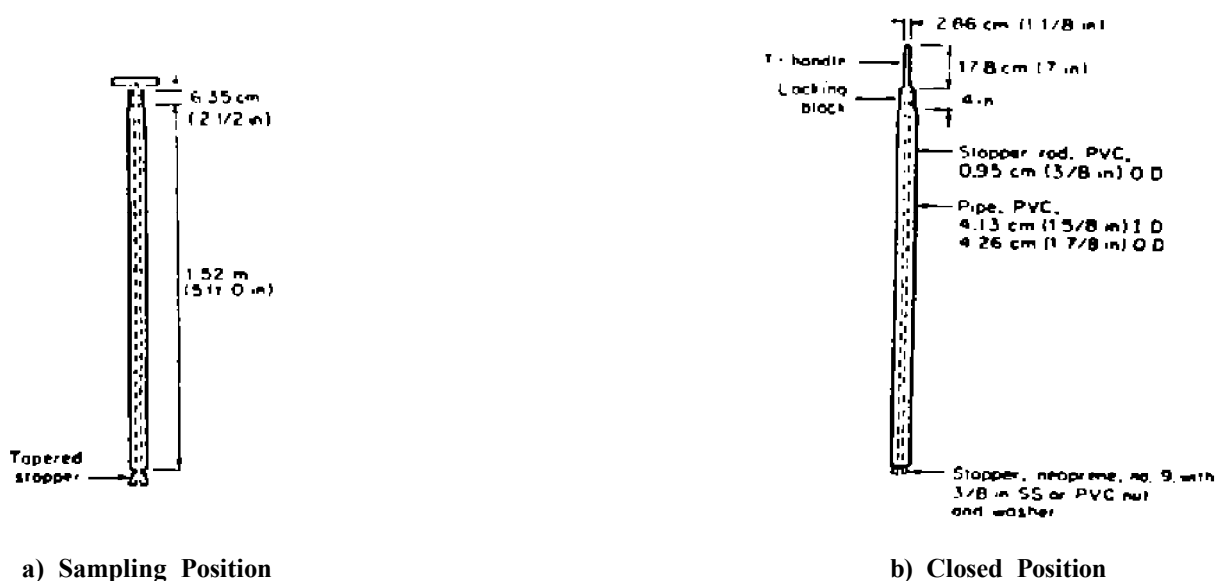 6.35 cm
(2 1/2 in)
1.52 m
(5 ft 0 in)
Tapered
stopper
a) Sampling Position
2.86 cm (1 1/8 in)
T-handle
17.8 cm (7 in)
Locking
block
4 in
Stopper rod, PVC,
0.95 cm (3/8 in) O D
Pipe, PVC,
4.13 cm (1 5/8 in) I D
4.26 cm (1 7/8 in) O D
Stopper, neoprene, no. 9, with
3/8 in SS or PVC nut
and washer
b) Closed Position